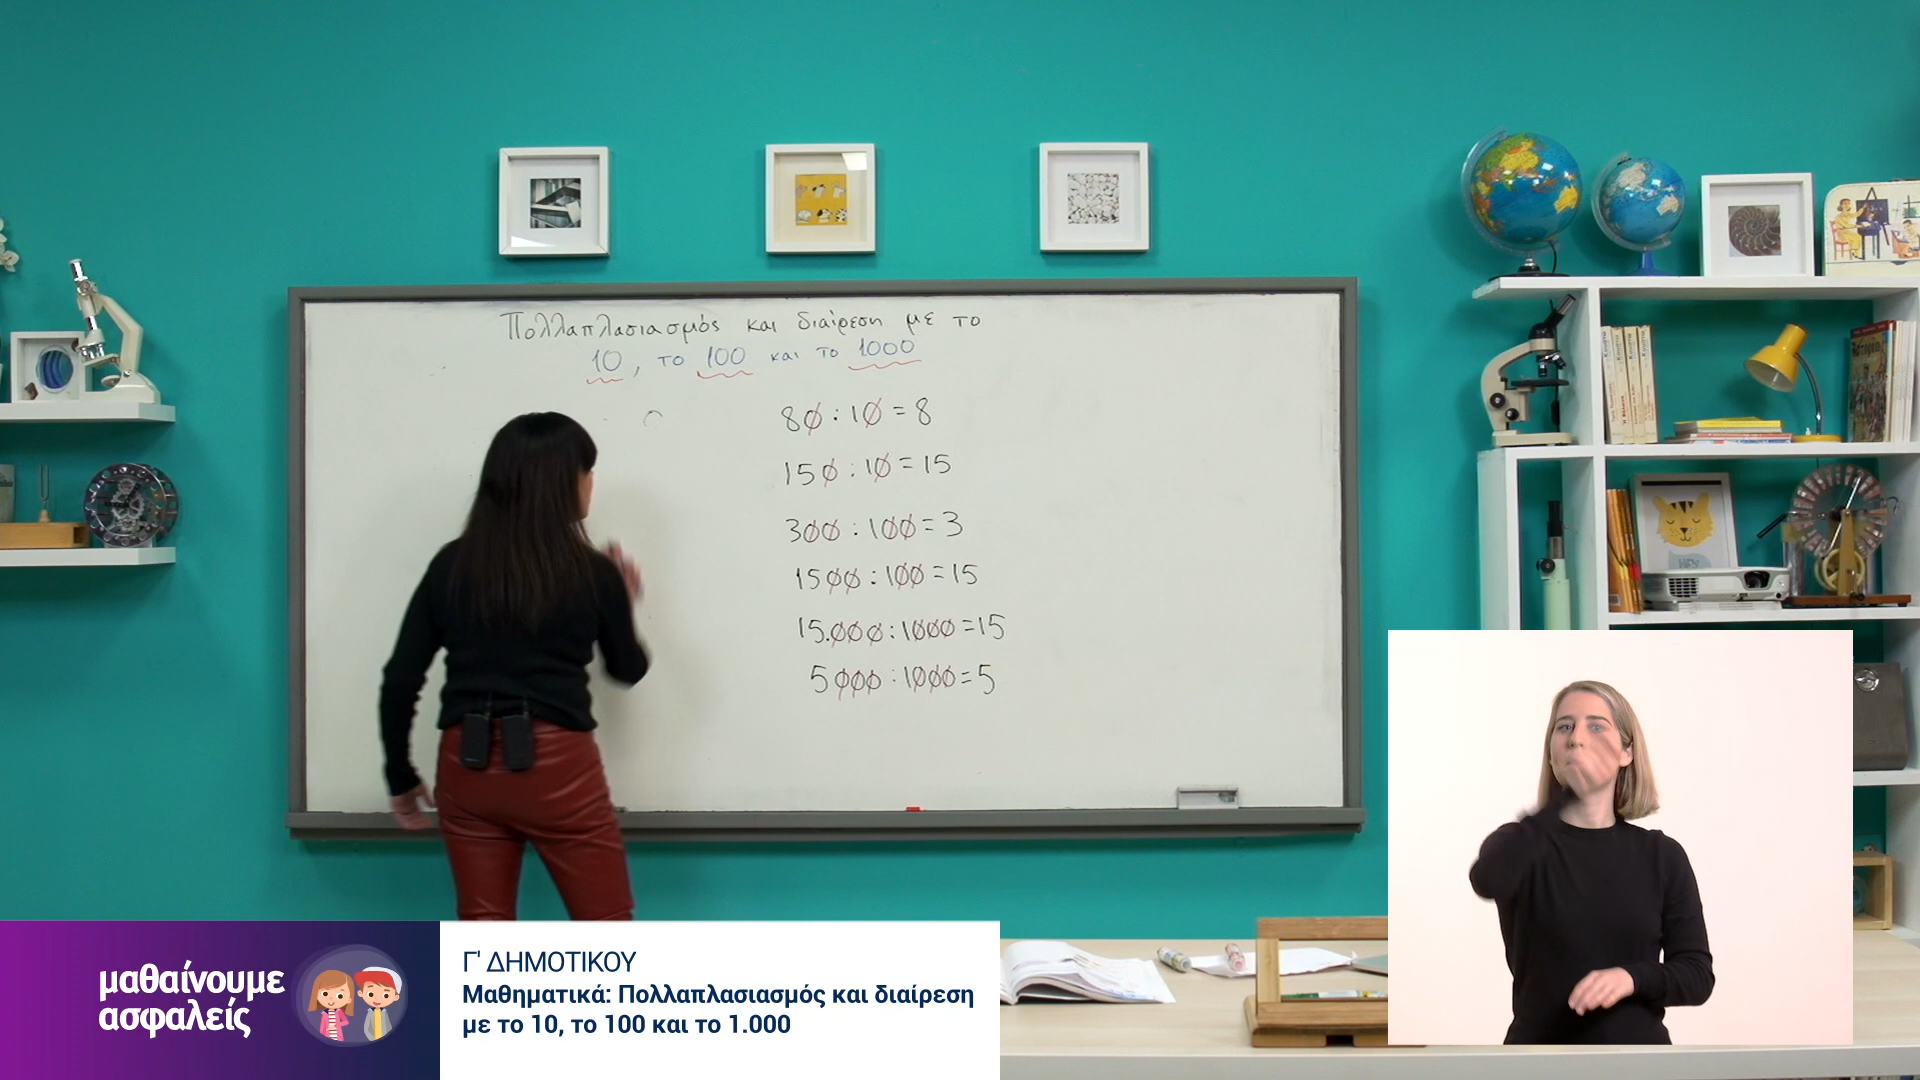 Πολλαπλασιασμός και διαίρεση με το
10, το 100 και το 1000
80 : 10 = 8
150 : 10 = 15
300 : 100 = 3
1500 : 100 = 15
15.000 : 1000 = 15
5000 : 1000 = 5
μαθαίνουμε
ασφαλείς
Γ' ΔΗΜΟΤΙΚΟΥ
Μαθηματικά: Πολλαπλασιασμός και διαίρεση
με το 10, το 100 και το 1.000